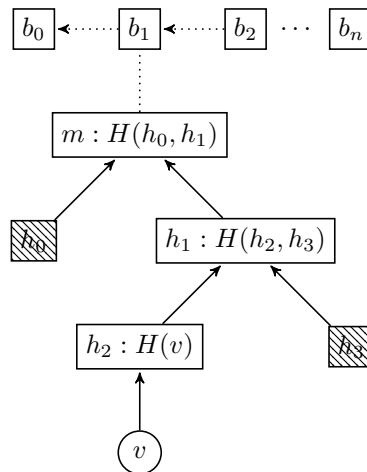 b₀ b₁ b₂ ⋯ bₙ
m : H(h₀, h₁)
h₀ h₁ : H(h₂, h₃)
h₂ : H(v) h₃
v